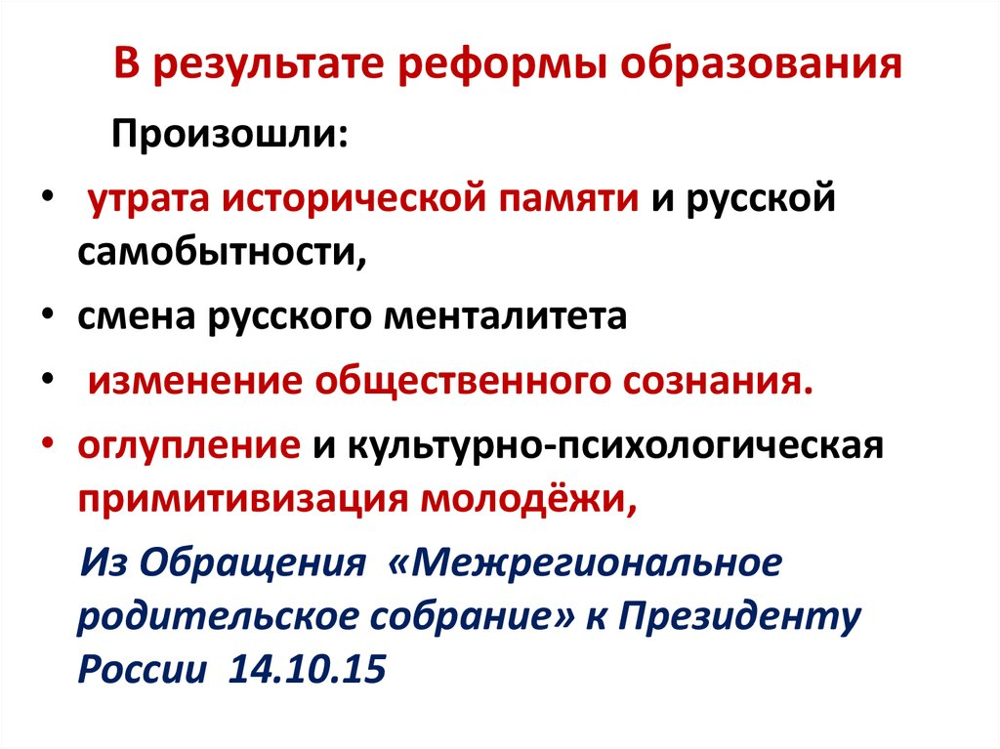 В результате реформы образования
Произошли:
• утрата исторической памяти и русской
самобытности,
• смена русского менталитета
• изменение общественного сознания.
• оглупление и культурно-психологическая
примитивизация молодёжи,
Из Обращения «Межрегиональное
родительское собрание» к Президенту
России 14.10.15